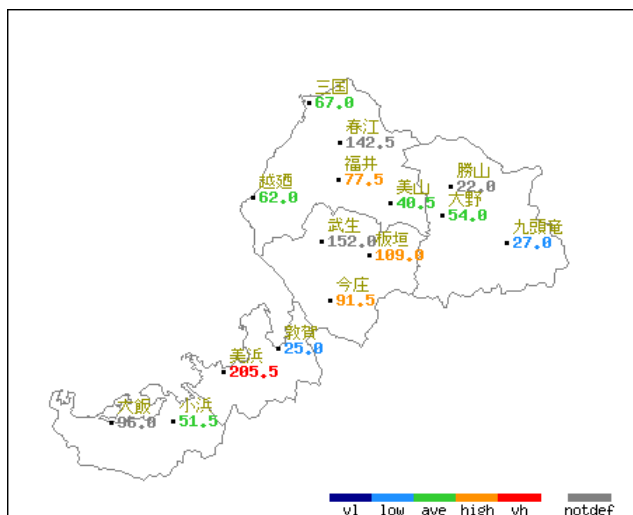 三国
67.0
春江
142.5
福井
77.5
越廼
62.0
美山
40.5
勝山
22.0
大野
54.0
九頭竜
27.0
武生
152.0
板垣
109.0
今庄
91.5
敦賀
25.0
美浜
205.5
大飯
96.0
小浜
51.5
vl low ave high vh notdef